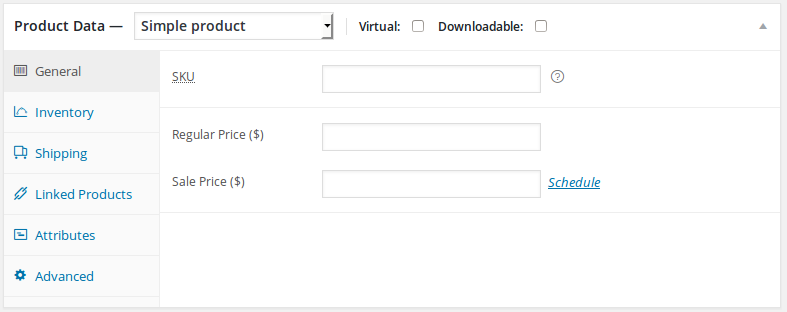 Product Data — Simple product Virtual: Downloadable:
General
SKU
Inventory
Regular Price ($)
Shipping
Sale Price ($) Schedule
Linked Products
Attributes
Advanced